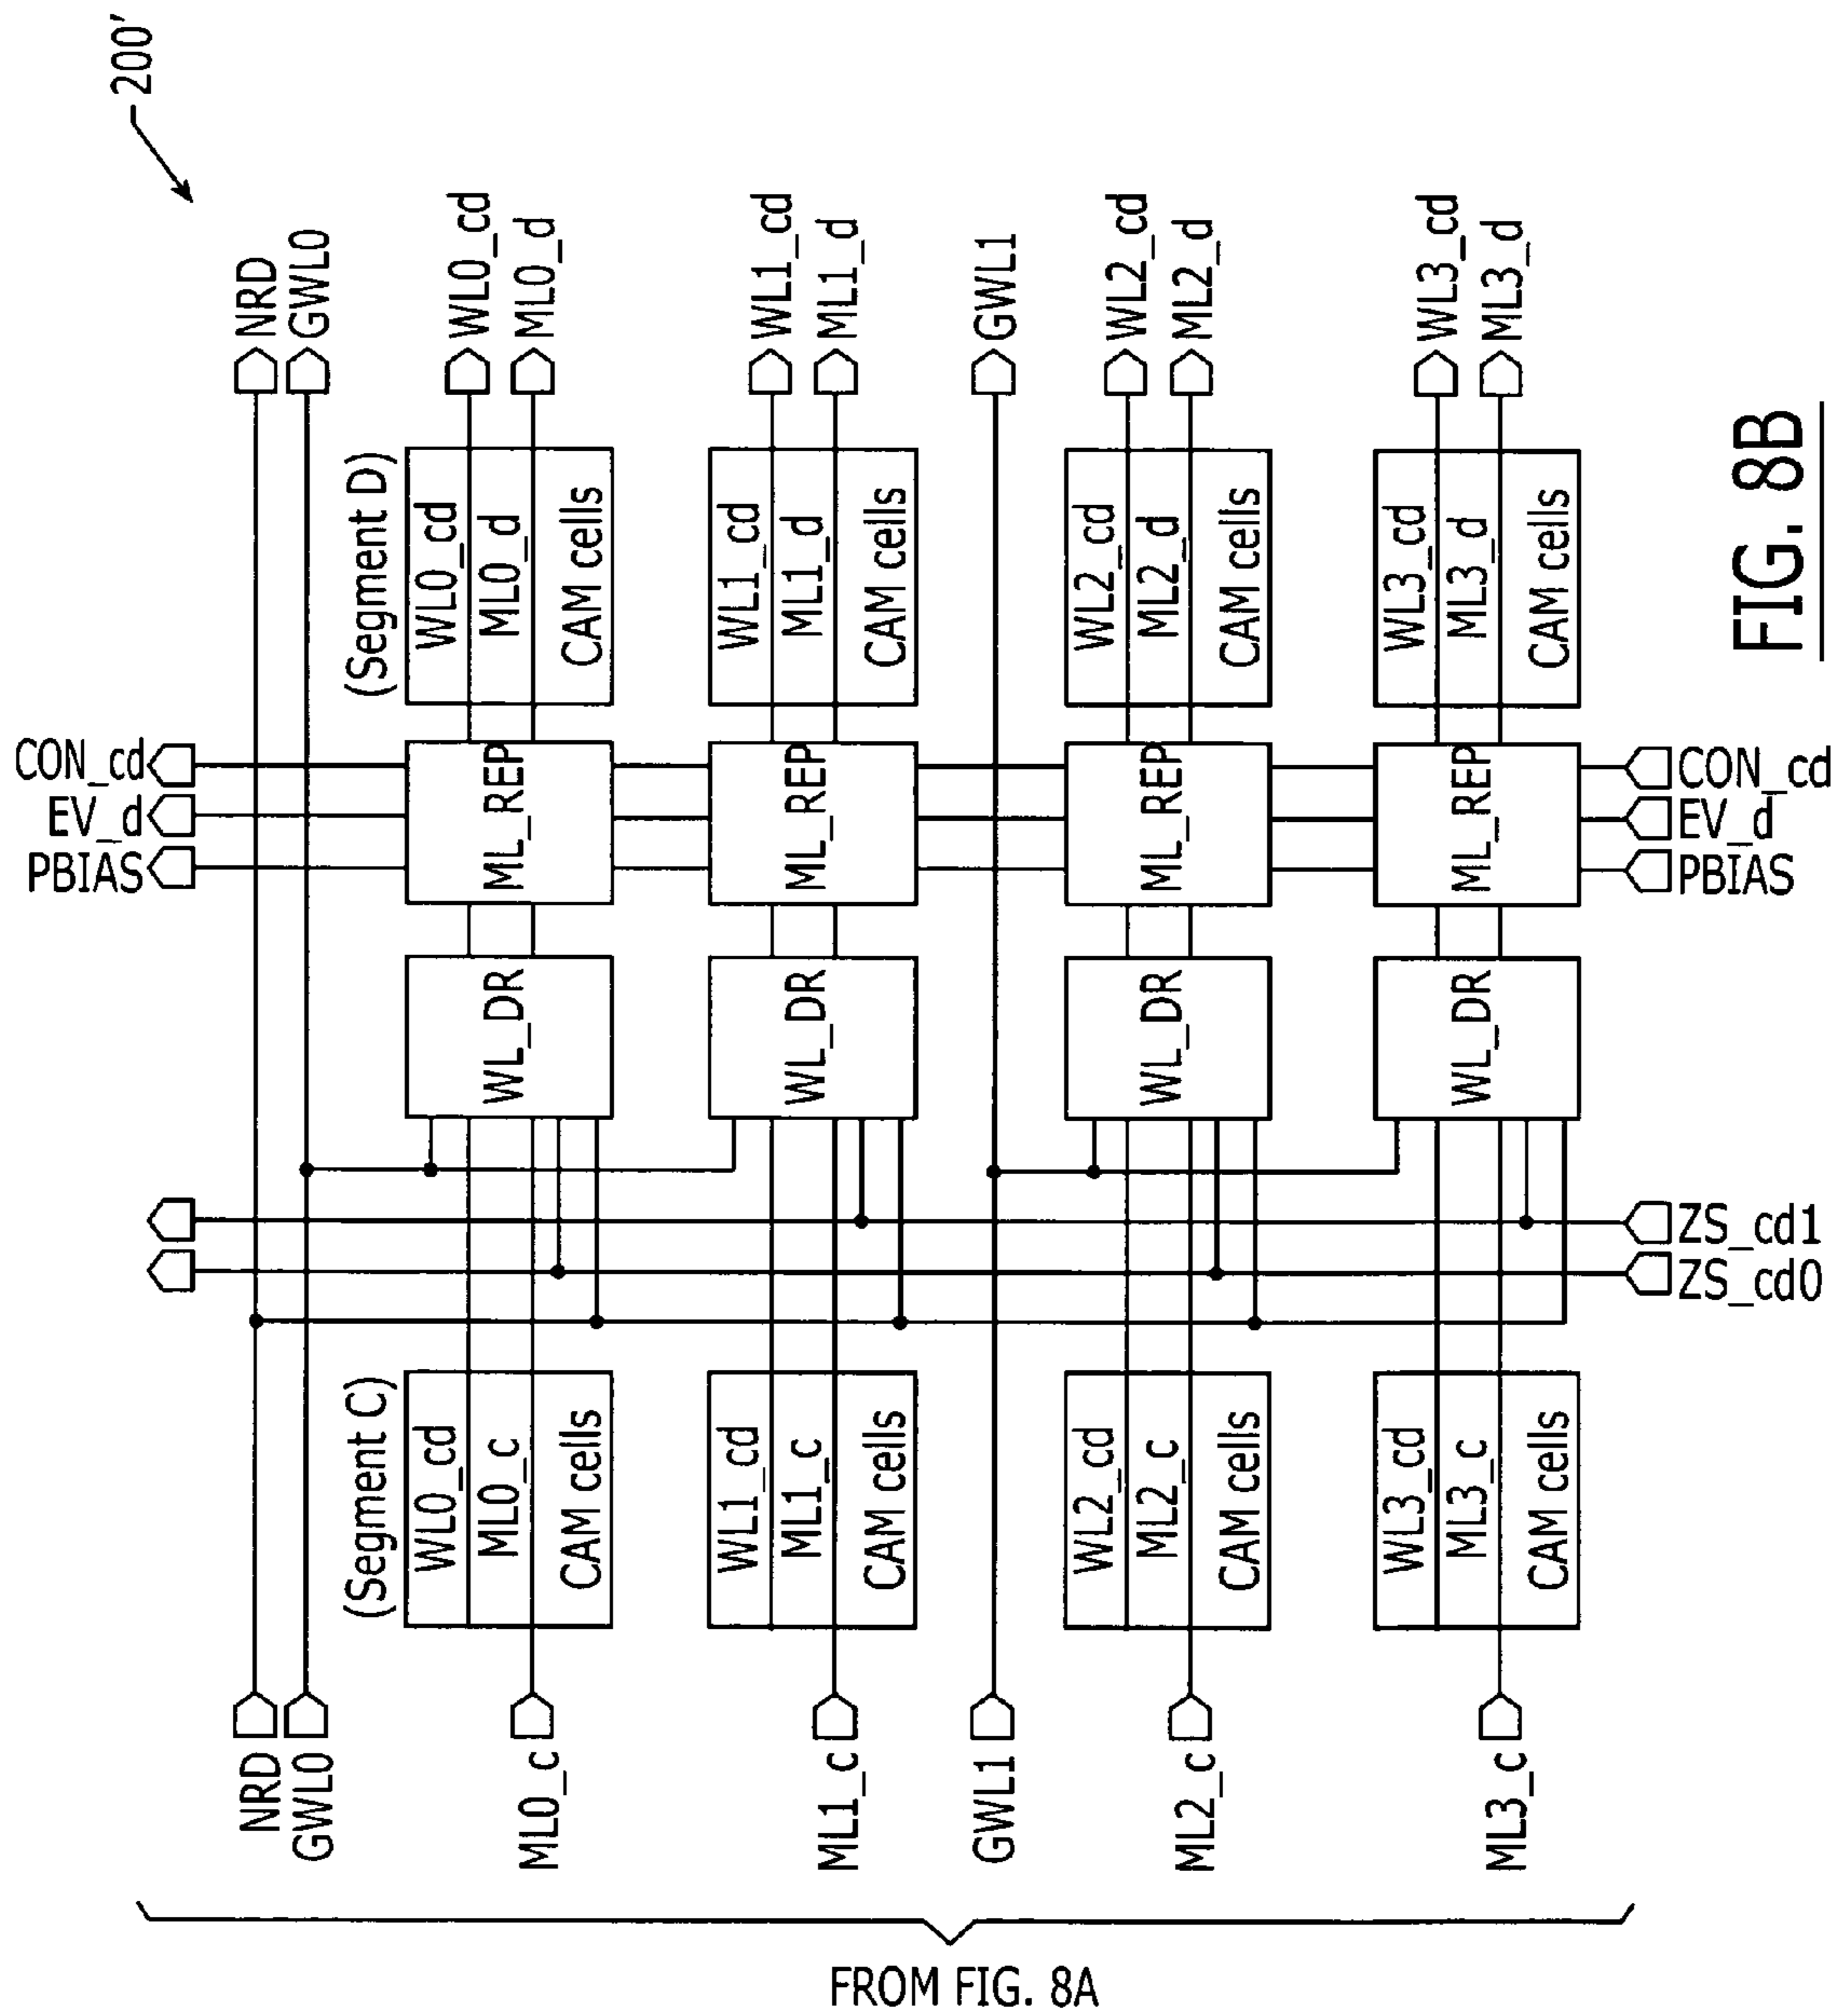 200'
CON_cd
EV_d
PBIAS
NRD
GWL0
NRD
GWL0
(Segment C)
(Segment D)
WL0_cd
ML0_c
CAM cells
WL_DR
ML_REP
WL0_cd
ML0_d
CAM cells
WL0_cd
ML0_d
ML0_c
WL1_cd
ML1_c
CAM cells
WL_DR
ML_REP
WL1_cd
ML1_d
CAM cells
WL1_cd
ML1_d
ML1_c
GWL1
GWL1
WL2_cd
ML2_c
CAM cells
WL_DR
ML_REP
WL2_cd
ML2_d
CAM cells
WL2_cd
ML2_d
ML2_c
WL3_cd
ML3_c
CAM cells
WL_DR
ML_REP
WL3_cd
ML3_d
CAM cells
WL3_cd
ML3_d
ML3_c
ZS_cd1
ZS_cd0
CON_cd
EV_d
PBIAS
FROM FIG. 8A
FIG. 8B